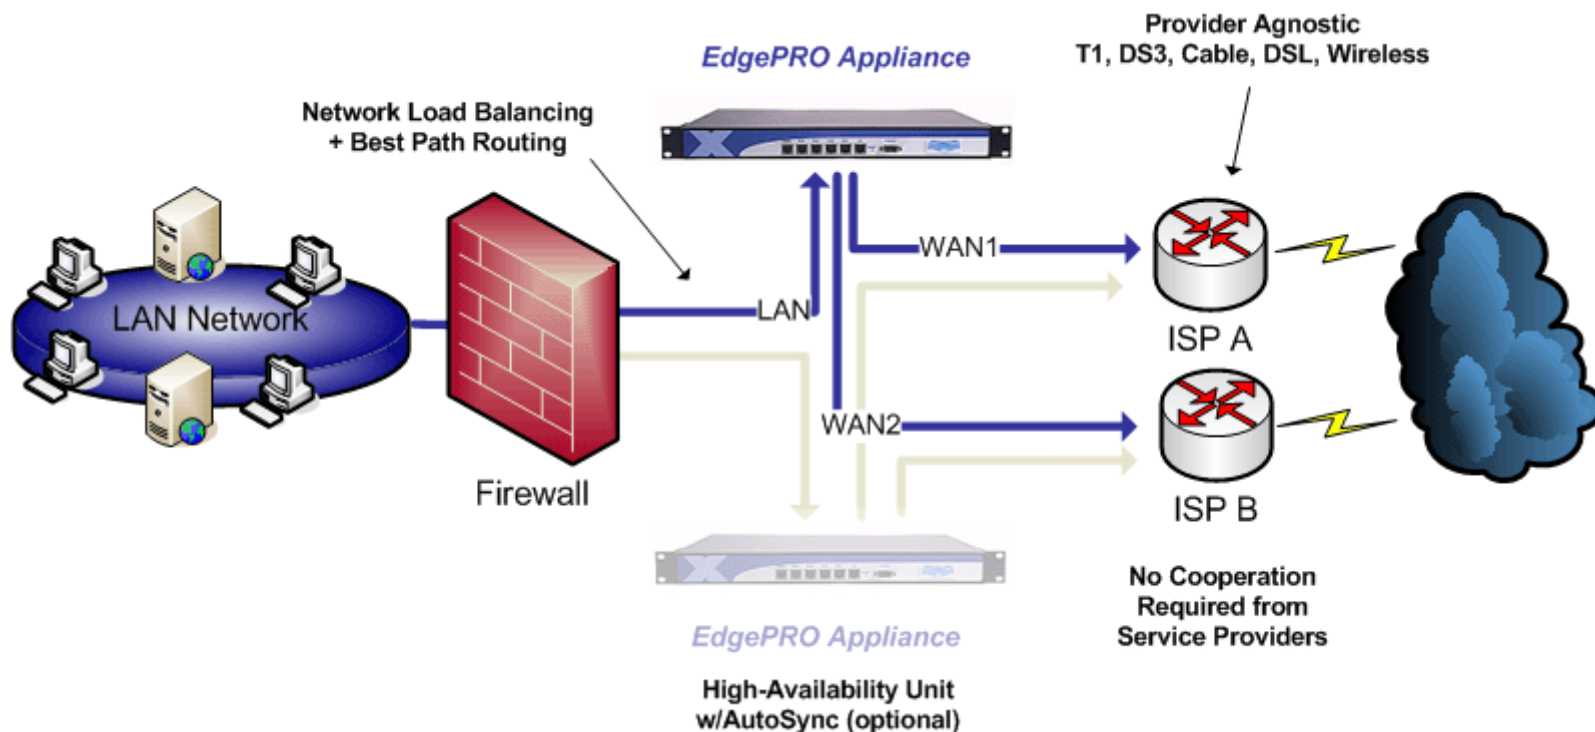 Provider Agnostic
T1, DS3, Cable, DSL, Wireless
EdgePRO Appliance
Network Load Balancing
+ Best Path Routing
LAN Network
Firewall
LAN
WAN1
WAN2
ISP A
ISP B
EdgePRO Appliance
High-Availability Unit
w/AutoSync (optional)
No Cooperation
Required from
Service Providers